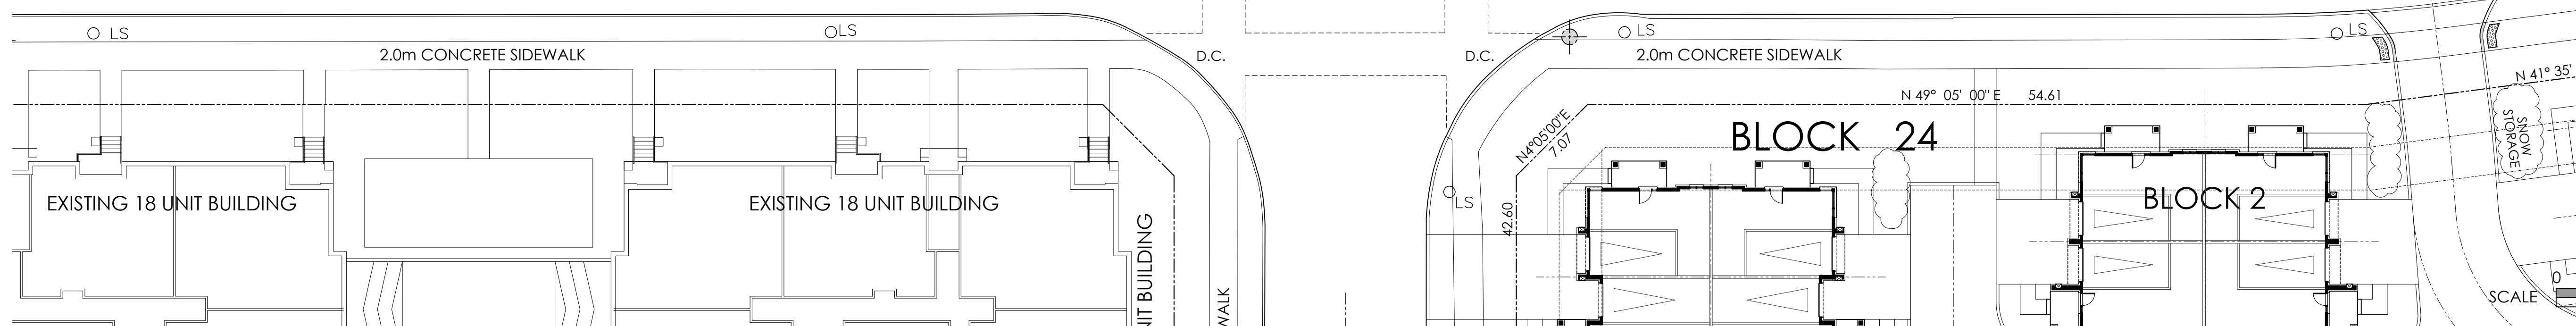 LS
LS
LS
LS
2.0m CONCRETE SIDEWALK
D.C.
D.C.
2.0m CONCRETE SIDEWALK
N 41° 35'
N 49° 05' 00" E 54.61
BLOCK 24
N4°05'00"E
7.07
SNOW
STORAGE
EXISTING 18 UNIT BUILDING
EXISTING 18 UNIT BUILDING
LS
42.60
BLOCK 2
NIT BUILDING
WALK
0
SCALE